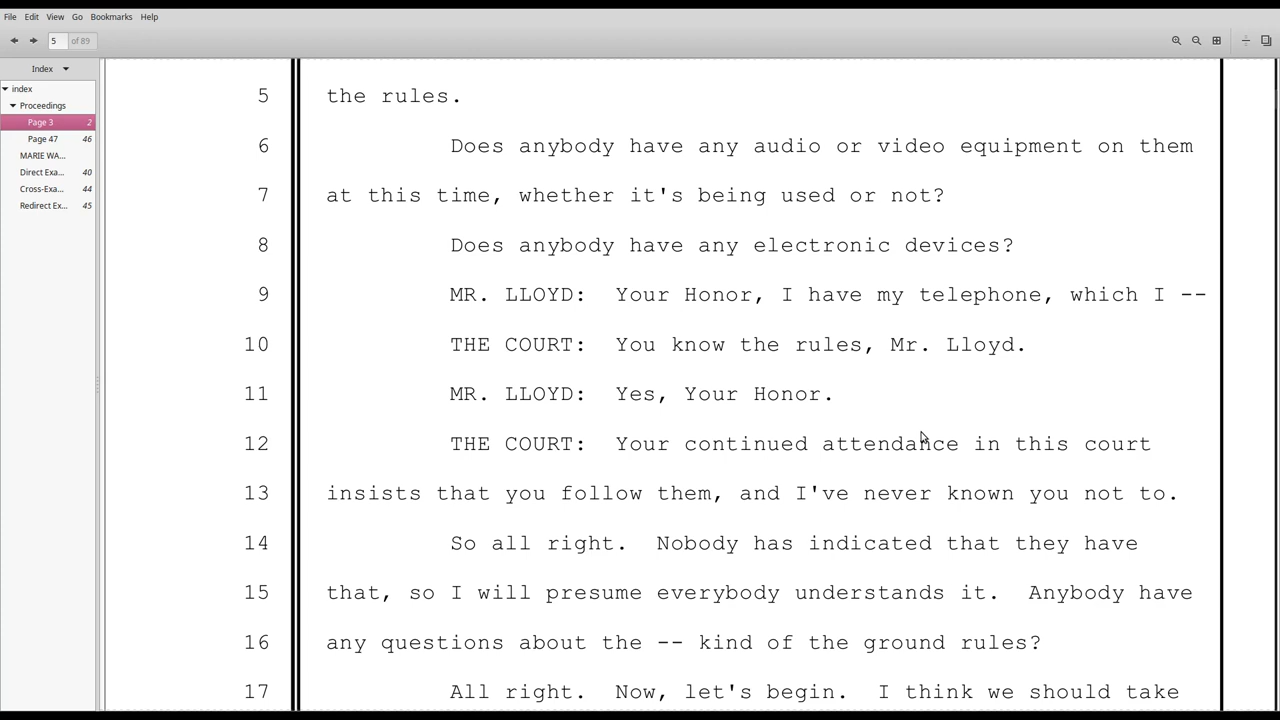 File Edit View Go Bookmarks Help
5 of 89
Index
index
Proceedings
Page 3 2
Page 47 46
MARIE WA...
Direct Exa... 40
Cross-Exa... 44
Redirect Ex... 45
5 the rules.
6 Does anybody have any audio or video equipment on them
7 at this time, whether it's being used or not?
8 Does anybody have any electronic devices?
9 MR. LLOYD: Your Honor, I have my telephone, which I --
10 THE COURT: You know the rules, Mr. Lloyd.
11 MR. LLOYD: Yes, Your Honor.
12 THE COURT: Your continued attendance in this court
13 insists that you follow them, and I've never known you not to.
14 So all right. Nobody has indicated that they have
15 that, so I will presume everybody understands it. Anybody have
16 any questions about the -- kind of the ground rules?
17 All right. Now, let's begin. I think we should take